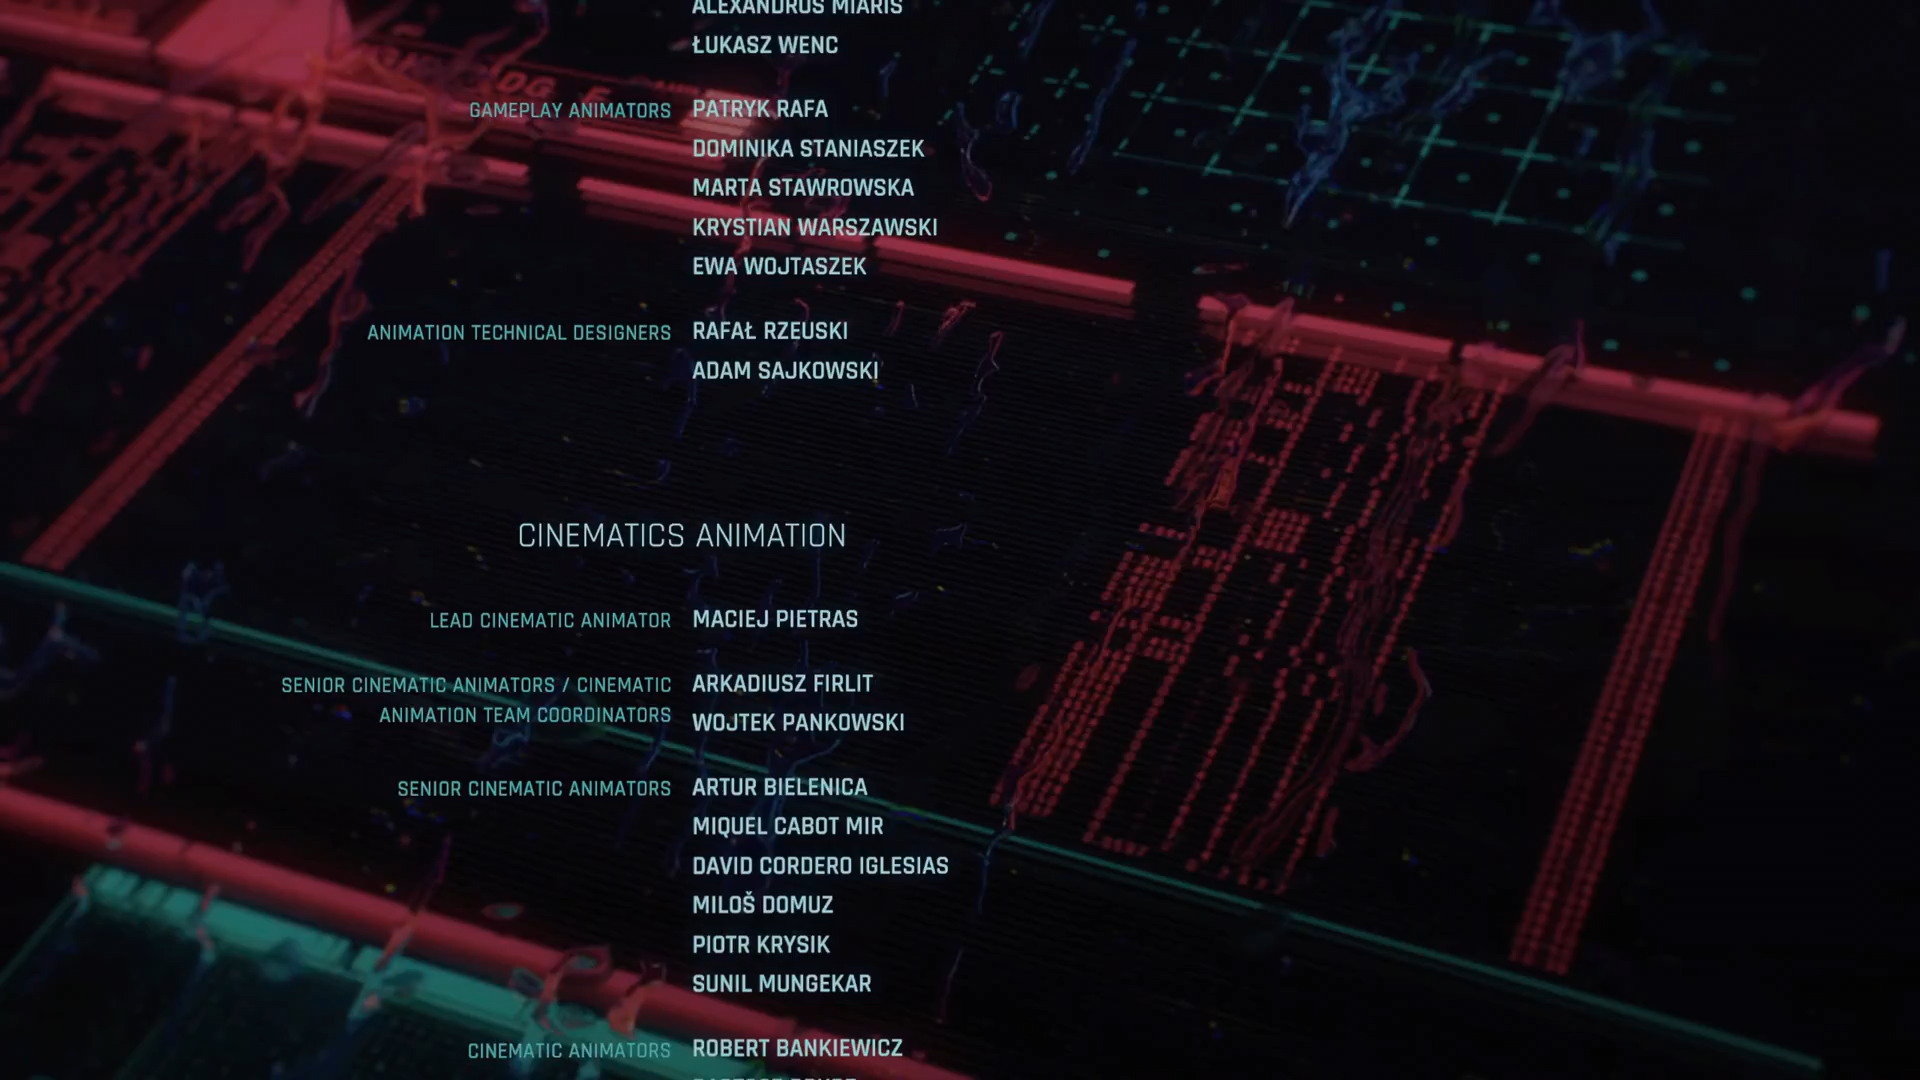 ALEXANDROS MIARIS
ŁUKASZ WENC
GAMEPLAY ANIMATORS PATRYK RAFA
DOMINIKA STANIASZEK
MARTA STAWROWSKA
KRYSTIAN WARSZAWSKI
EWA WOJTASZEK
ANIMATION TECHNICAL DESIGNERS RAFAŁ RZEUSKI
ADAM SAJKOWSKI
CINEMATICS ANIMATION
LEAD CINEMATIC ANIMATOR MACIEJ PIETRAS
SENIOR CINEMATIC ANIMATORS / CINEMATIC ARKADIUSZ FIRLIT
ANIMATION TEAM COORDINATORS WOJTEK PANKOWSKI
SENIOR CINEMATIC ANIMATORS ARTUR BIELENICA
MIQUEL CABOT MIR
DAVID CORDERO IGLESIAS
MILOŠ DOMUZ
PIOTR KRYSIK
SUNIL MUNGEKAR
CINEMATIC ANIMATORS ROBERT BANKIEWICZ